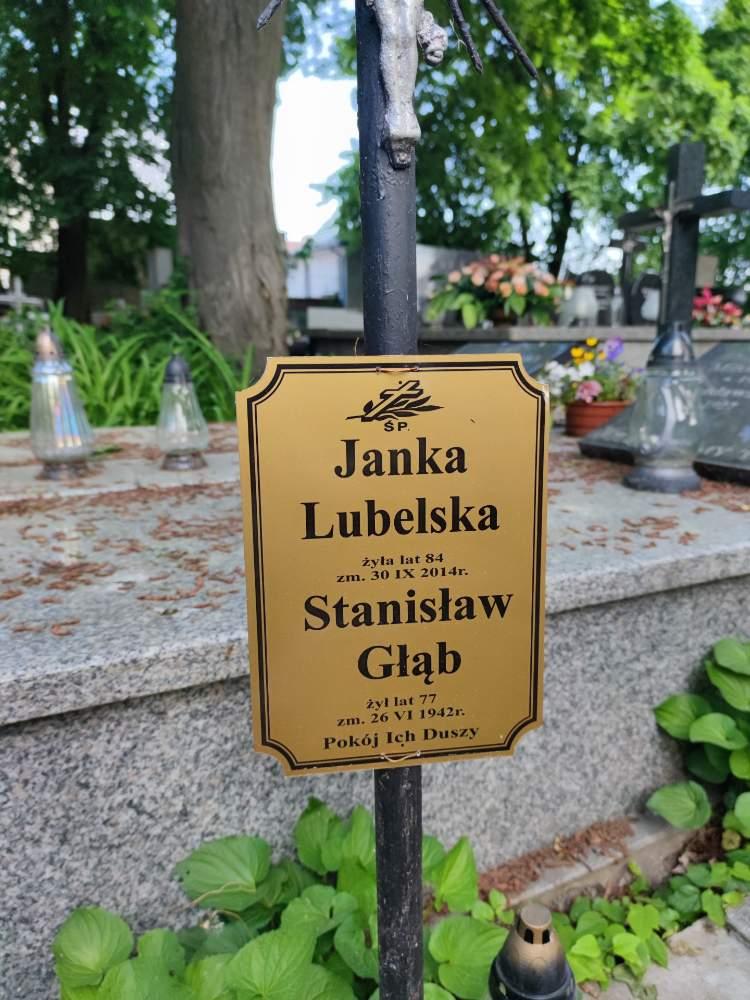 Ś.P.
Janka
Lubelska
żyła lat 84
zm. 30 IX 2014r.
Stanisław
Głąb
żył lat 77
zm. 26 VI 1942r.
Pokój Ich Duszy